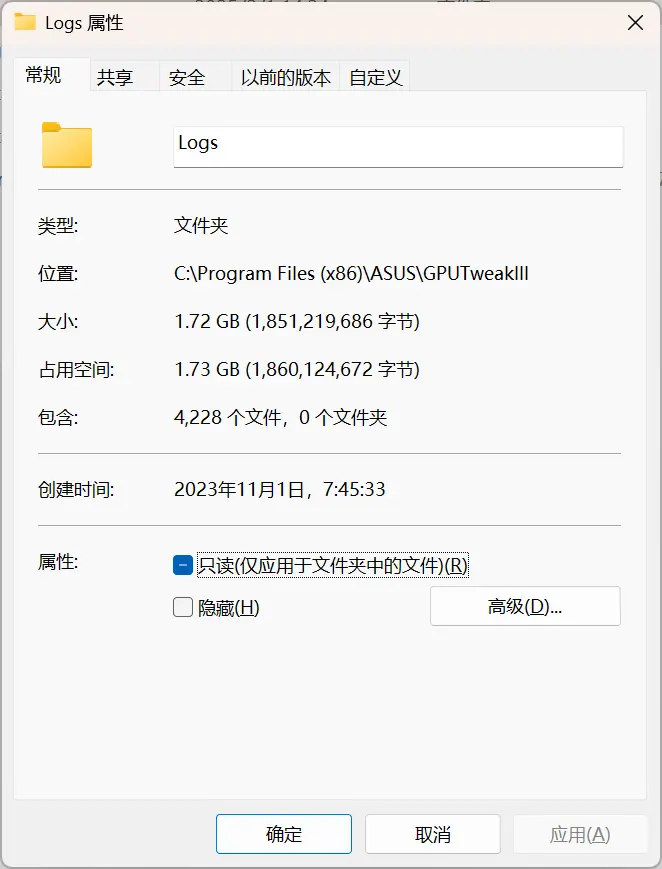 Logs 属性
常规 共享 安全 以前的版本 自定义
Logs
类型: 文件夹
位置: C:\Program Files (x86)\ASUS\GPUTweakIII
大小: 1.72 GB (1,851,219,686 字节)
占用空间: 1.73 GB (1,860,124,672 字节)
包含: 4,228 个文件，0 个文件夹
创建时间: 2023年11月1日，7:45:33
属性: 只读(仅应用于文件夹中的文件)(R)
隐藏(H) 高级(D)...
确定 取消 应用(A)